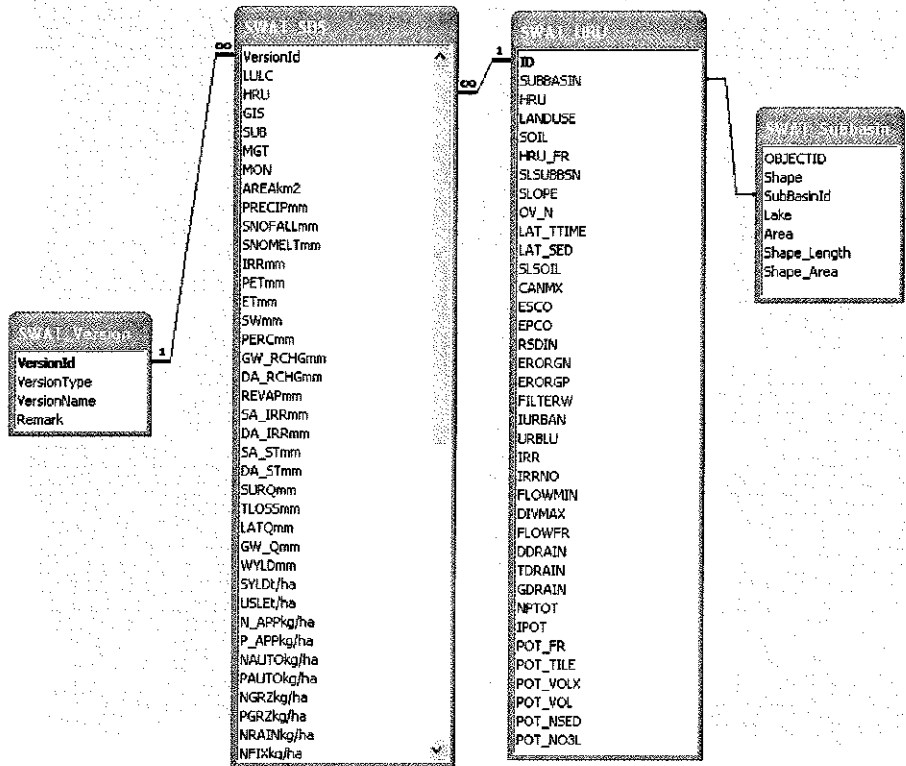 SWAT_Version
VersionId
VersionType
VersionName
Remark
1
∞
SWAT_SBS
VersionId
LULC
HRU
GIS
SUB
MGT
MON
AREAkm2
PRECIPmm
SNOFALLmm
SNOMELTmm
IRRmm
PETmm
ETmm
SWmm
PERCmm
GW_RCHGmm
DA_RCHGmm
REVAPmm
SA_IRRmm
DA_IRRmm
SA_STmm
DA_STmm
SURQmm
TLOSSmm
LATQmm
GW_Qmm
WYLDmm
SYLDt/ha
USLEt/ha
N_APPkg/ha
P_APPkg/ha
NAUTOkg/ha
PAUTOkg/ha
NGRZkg/ha
PGRZkg/ha
NRAINkg/ha
NFIXkg/ha
∞
1
SWAT_HRU
ID
SUBBASIN
HRU
LANDUSE
SOIL
HRU_FR
SLSUBBSN
SLOPE
OV_N
LAT_TTIME
LAT_SED
SLSOIL
CANMX
ESCO
EPCO
RSDIN
ERORGN
ERORGP
FILTERW
IURBAN
URBLU
IRR
IRRNO
FLOWMIN
DIVMAX
FLOWFR
DDRAIN
TDRAIN
GDRAIN
NPTOT
IPOT
POT_FR
POT_TILE
POT_VOLX
POT_VOL
POT_NSED
POT_NO3L
SWAT_Subbasin
OBJECTID
Shape
SubBasinId
Lake
Area
Shape_Length
Shape_Area